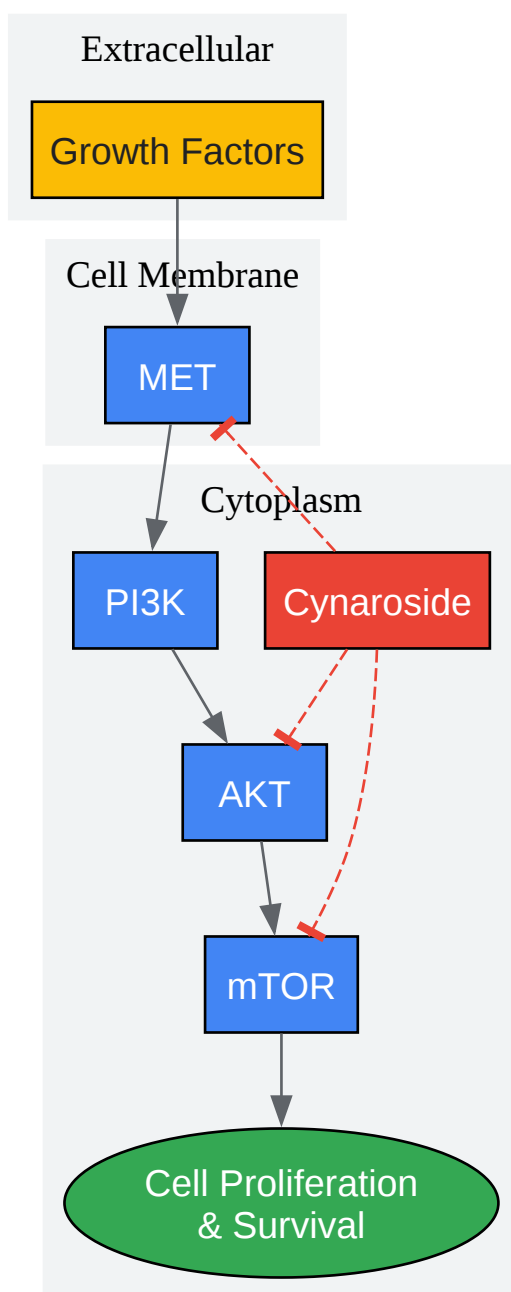 Extracellular
Growth Factors
Cell Membrane
MET
Cytoplasm
PI3K
Cynaroside
AKT
mTOR
Cell Proliferation
& Survival